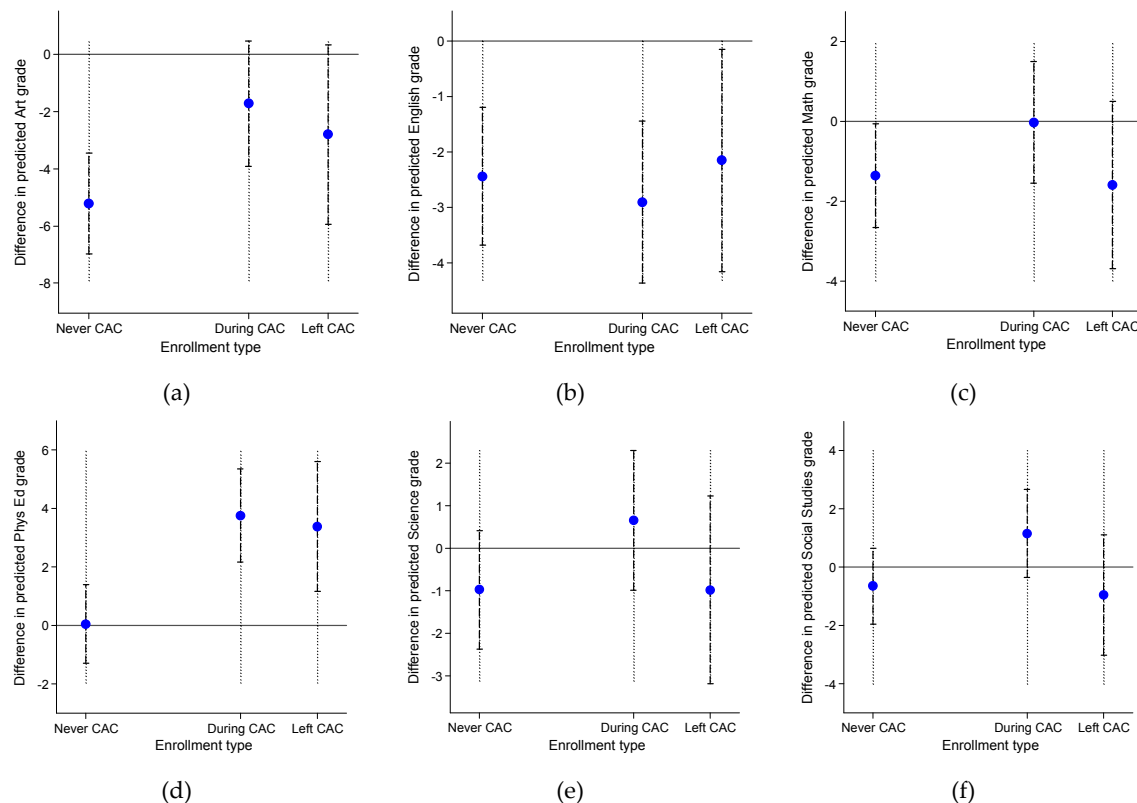 Difference in predicted Art grade
0
-2
-4
-6
-8
Never CAC During CAC Left CAC
Enrollment type
(a)
Difference in predicted English grade
0
-1
-2
-3
-4
Never CAC During CAC Left CAC
Enrollment type
(b)
Difference in predicted Math grade
2
0
-2
-4
Never CAC During CAC Left CAC
Enrollment type
(c)
Difference in predicted Phys Ed grade
6
4
2
0
-2
Never CAC During CAC Left CAC
Enrollment type
(d)
Difference in predicted Science grade
2
1
0
-1
-2
-3
Never CAC During CAC Left CAC
Enrollment type
(e)
Difference in predicted Social Studies grade
4
2
0
-2
-4
Never CAC During CAC Left CAC
Enrollment type
(f)